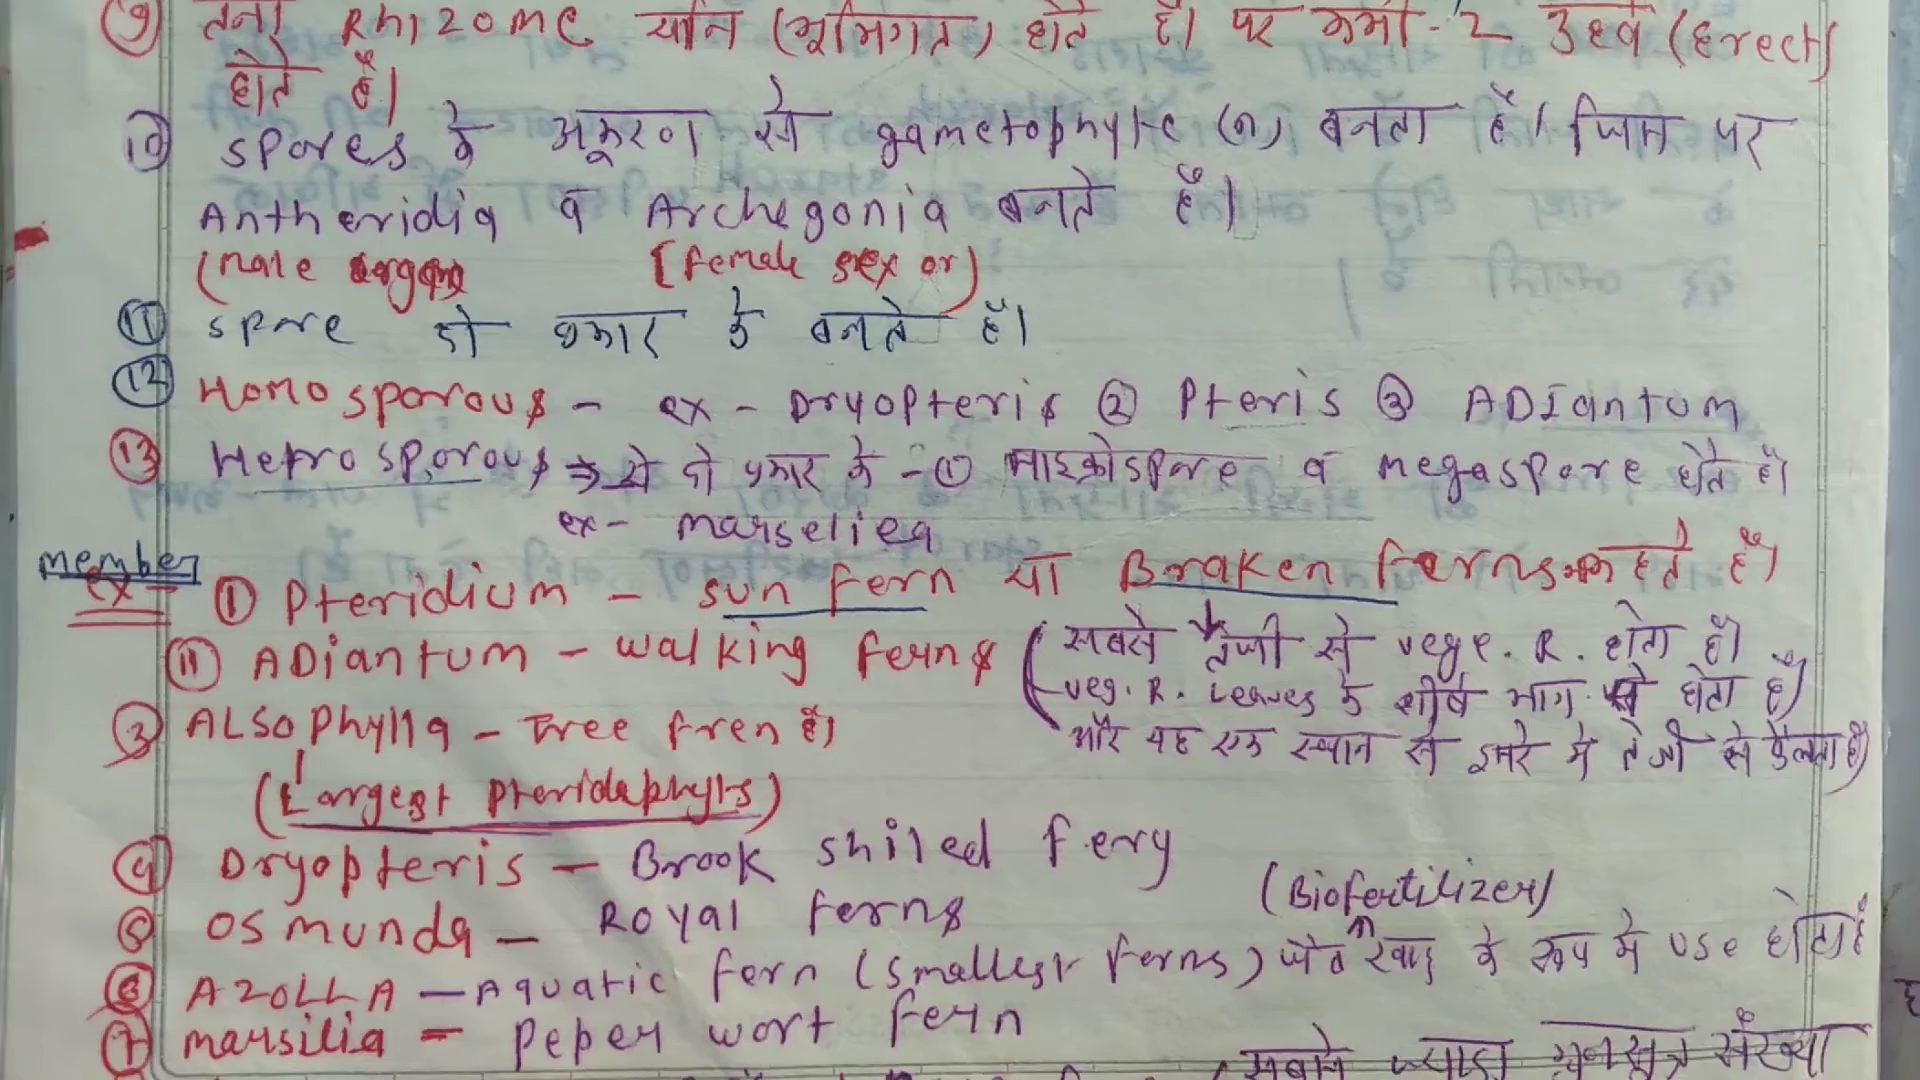 ⑨ तना Rhizome यानि (भूमिगत) होते है। पर कभी-2 उर्ध्व (Erect)
होते हैं।
⑩ Spores के अंकूरण से gametophyte (n) बनता हैं। जिस पर
Antheridia व Archegonia बनते हैं।
(male organ [female sex or)
⑪ Spore दो प्रकार के बनते हैं।
⑫ Homosporous - ex - Dryopteris ② Pteris ③ ADIantum
⑬ Hetrosporous → ये दो प्रकार के - ① माइक्रोspore व megaspore होते है।
ex- marseliea
member
ex - ① Pteridium - sun fern या Braken ferns कहते है।
⑪ ADiantum - walking ferns (सबसे तेजी से vege. R. होता है।
veg. R. Leaves के शीर्ष भाग से होता है।
③ ALSophylla - Tree fren है। और यह एक स्थान से दूसरे में तेजी से फैलता है)
(Largest Pteridophyts)
④ Dryopteris - Brook shiled fery
(Biofertilizer)
⑤ osmunda - Royal ferns
⑥ AZOLLA - Aquatic fern (smallest ferns) जैव खाद के रूप में use होता है
⑦ marsilia - Peper wort fern
(सबसे ज्यादा गुणसूत्र संख्या